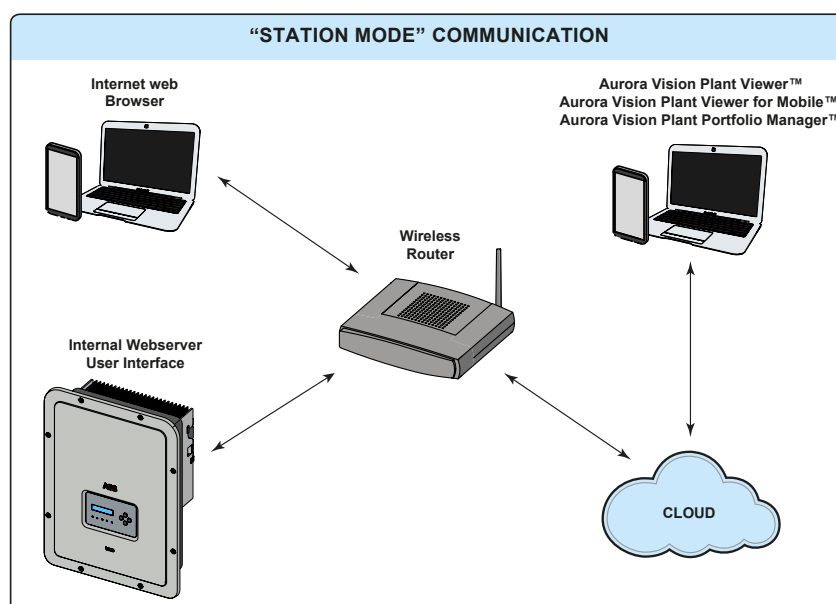 “STATION MODE” COMMUNICATION
Internet web
Browser
Aurora Vision Plant Viewer™
Aurora Vision Plant Viewer for Mobile™
Aurora Vision Plant Portfolio Manager™
Wireless
Router
Internal Webserver
User Interface
ABB
CLOUD